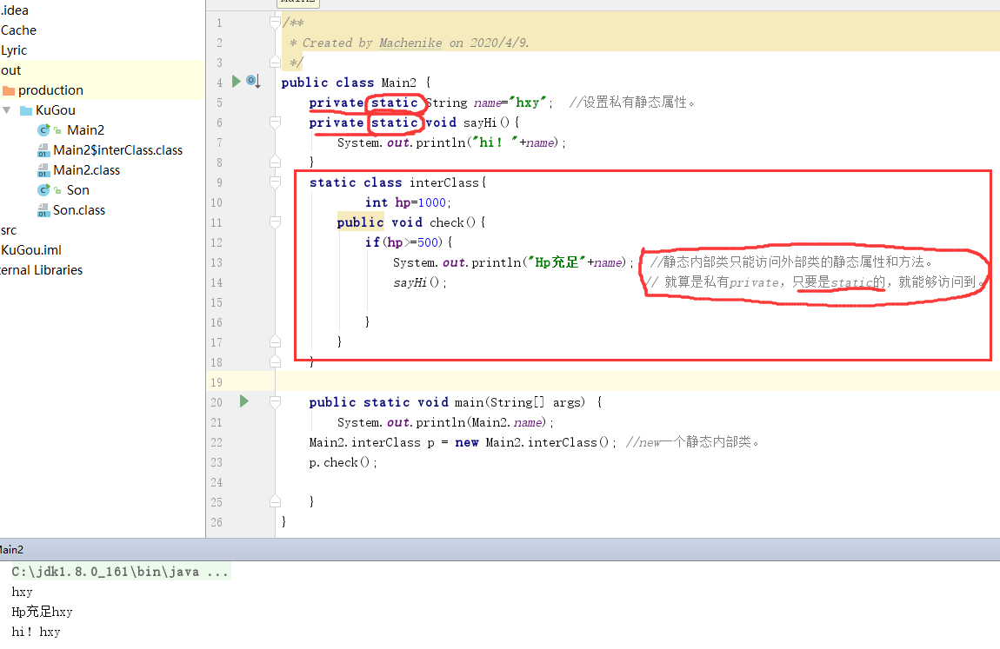 .idea
Cache
Lyric
out
production
KuGou
Main2
Main2$interClass.class
Main2.class
Son
Son.class
src
KuGou.iml
ternal Libraries
Main2
1 /**
2 * Created by Machenike on 2020/4/9.
3 */
4 public class Main2 {
5 private static String name="hxy"; //设置私有静态属性。
6 private static void sayHi(){
7 System.out.println("hi! "+name);
8 }
9 static class interClass{
10 int hp=1000;
11 public void check(){
12 if(hp>=500){
13 System.out.println("Hp充足"+name); //静态内部类只能访问外部类的静态属性和方法。
14 sayHi(); // 就算是私有private，只要是static的，就能够访问到。
15
16 }
17 }
18 }
19
20 public static void main(String[] args) {
21 System.out.println(Main2.name);
22 Main2.interClass p = new Main2.interClass(); //new一个静态内部类。
23 p.check();
24
25 }
26 }
Main2
C:\jdk1.8.0_161\bin\java ...
hxy
Hp充足hxy
hi! hxy